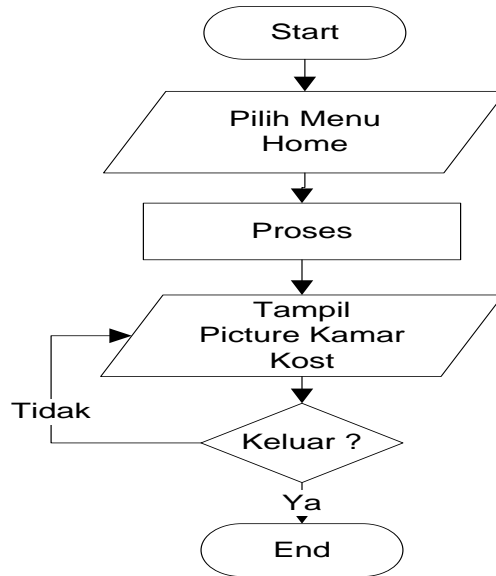 Start
Pilih Menu
Home
Proses
Tampil
Picture Kamar
Kost
Tidak
Keluar ?
Ya
End